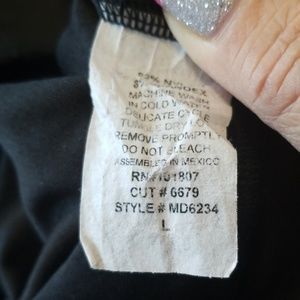 MACHINE WASH
IN COLD WATER
DELICATE CYCLE
TUMBLE DRY LOW
REMOVE PROMPTLY
DO NOT BLEACH
ASSEMBLED IN MEXICO
RN#101807
CUT # 6679
STYLE # MD6234
L